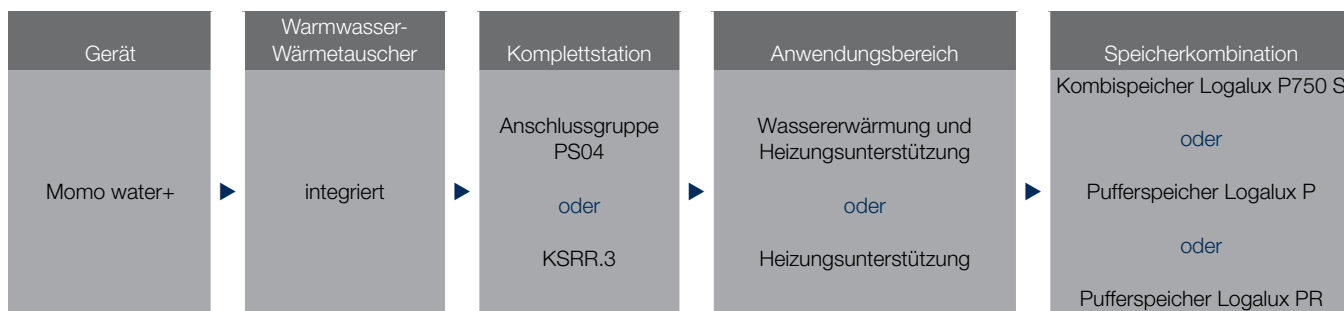 Gerät
Momo water+
Warmwasser-
Wärmetauscher
integriert
Komplettstation
Anschlussgruppe
PS04
oder
KSRR.3
Anwendungsbereich
Wassererwärmung und
Heizungsunterstützung
oder
Heizungsunterstützung
Speicherkombination
Kombispeicher Logalux P750 S
oder
Pufferspeicher Logalux P
oder
Pufferspeicher Logalux PR